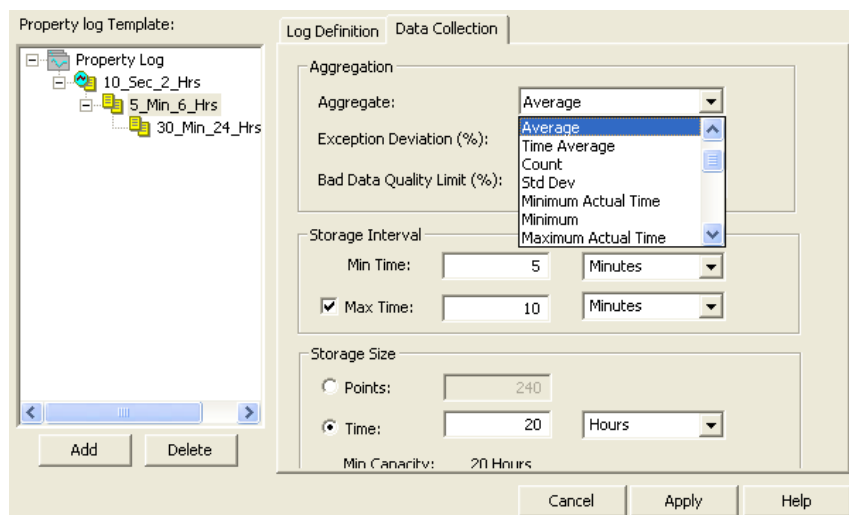 Property log Template:
Property Log
10_Sec_2_Hrs
5_Min_6_Hrs
30_Min_24_Hrs
Add
Delete
Log Definition
Data Collection
Aggregation
Aggregate:
Average
Exception Deviation (%):
Bad Data Quality Limit (%):
Average
Time Average
Count
Std Dev
Minimum Actual Time
Minimum
Maximum Actual Time
Storage Interval
Min Time: 5 Minutes
Max Time: 10 Minutes
Storage Size
Points: 240
Time: 20 Hours
Min Capacity: 20 Hours
Cancel
Apply
Help